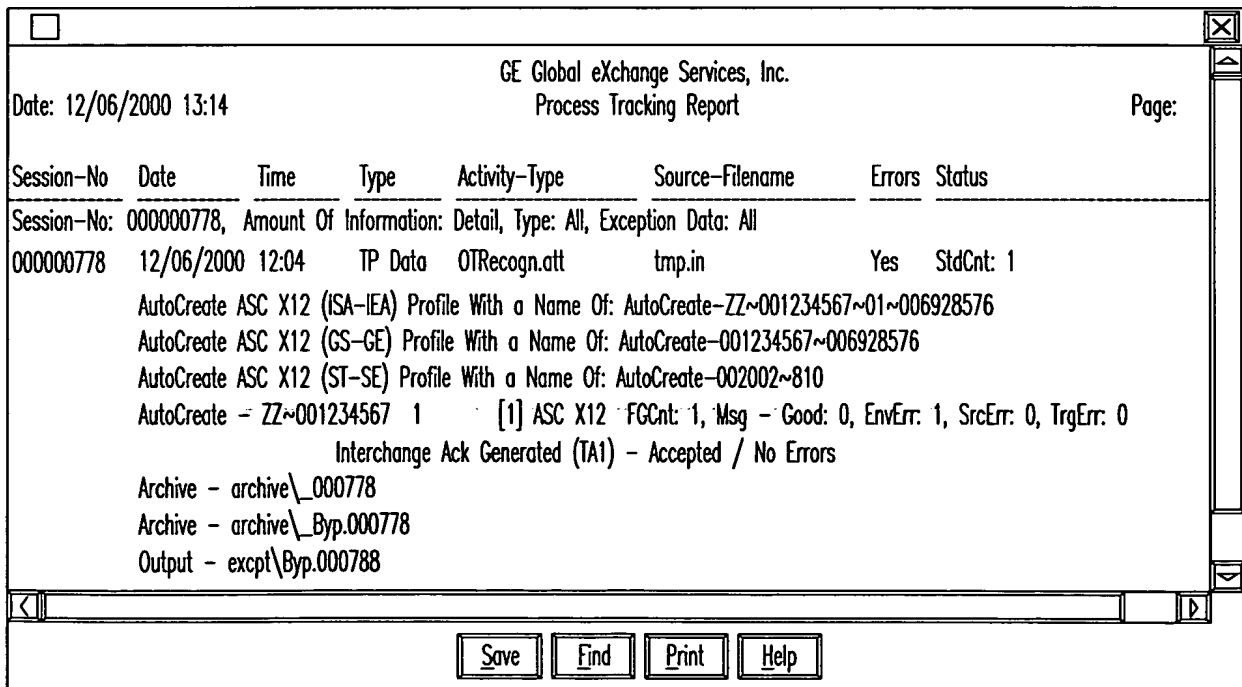 GE Global eXchange Services, Inc.
Date: 12/06/2000 13:14 Process Tracking Report Page:
Session-No Date Time Type Activity-Type Source-Filename Errors Status
Session-No: 000000778, Amount Of Information: Detail, Type: All, Exception Data: All
000000778 12/06/2000 12:04 TP Data OTRecogn.att tmp.in Yes StdCnt: 1
AutoCreate ASC X12 (ISA-IEA) Profile With a Name Of: AutoCreate-ZZ~001234567~01~006928576
AutoCreate ASC X12 (GS-GE) Profile With a Name Of: AutoCreate-001234567~006928576
AutoCreate ASC X12 (ST-SE) Profile With a Name Of: AutoCreate-002002~810
AutoCreate - ZZ~001234567 1 [1] ASC X12 FGCnt: 1, Msg - Good: 0, EnvErr: 1, SrcErr: 0, TrgErr: 0
Interchange Ack Generated (TA1) - Accepted / No Errors
Archive - archive\_000778
Archive - archive\_Byp.000778
Output - excpt\Byp.000788
Save Find Print Help